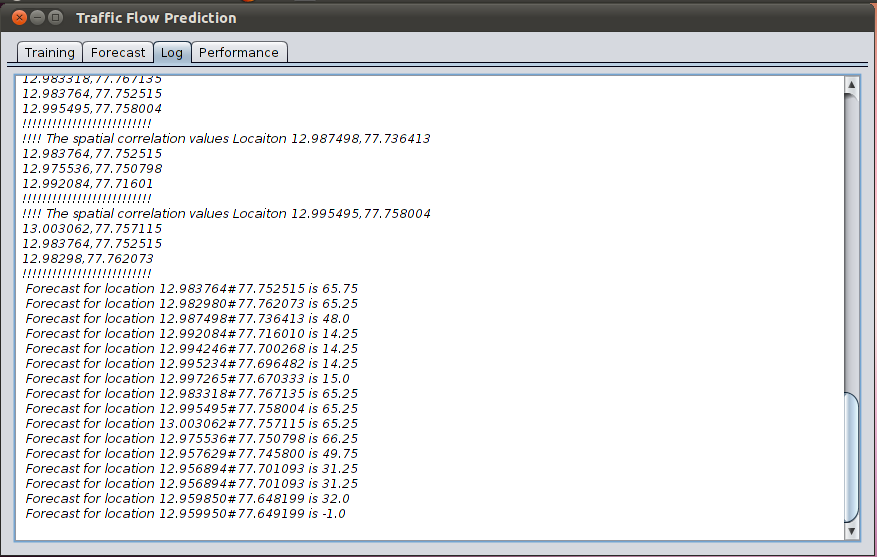 Traffic Flow Prediction
Training Forecast Log Performance
12.983318,77.767135
12.983764,77.752515
12.995495,77.758004
!!!!!!!!!!!!!!!!!!!!!!!!!!
!!!! The spatial correlation values Locaiton 12.987498,77.736413
12.983764,77.752515
12.975536,77.750798
12.992084,77.71601
!!!!!!!!!!!!!!!!!!!!!!!!!!
!!!! The spatial correlation values Locaiton 12.995495,77.758004
13.003062,77.757115
12.983764,77.752515
12.98298,77.762073
!!!!!!!!!!!!!!!!!!!!!!!!!!
Forecast for location 12.983764#77.752515 is 65.75
Forecast for location 12.982980#77.762073 is 65.25
Forecast for location 12.987498#77.736413 is 48.0
Forecast for location 12.992084#77.716010 is 14.25
Forecast for location 12.994246#77.700268 is 14.25
Forecast for location 12.995234#77.696482 is 14.25
Forecast for location 12.997265#77.670333 is 15.0
Forecast for location 12.983318#77.767135 is 65.25
Forecast for location 12.995495#77.758004 is 65.25
Forecast for location 13.003062#77.757115 is 65.25
Forecast for location 12.975536#77.750798 is 66.25
Forecast for location 12.957629#77.745800 is 49.75
Forecast for location 12.956894#77.701093 is 31.25
Forecast for location 12.956894#77.701093 is 31.25
Forecast for location 12.959850#77.648199 is 32.0
Forecast for location 12.959950#77.649199 is -1.0